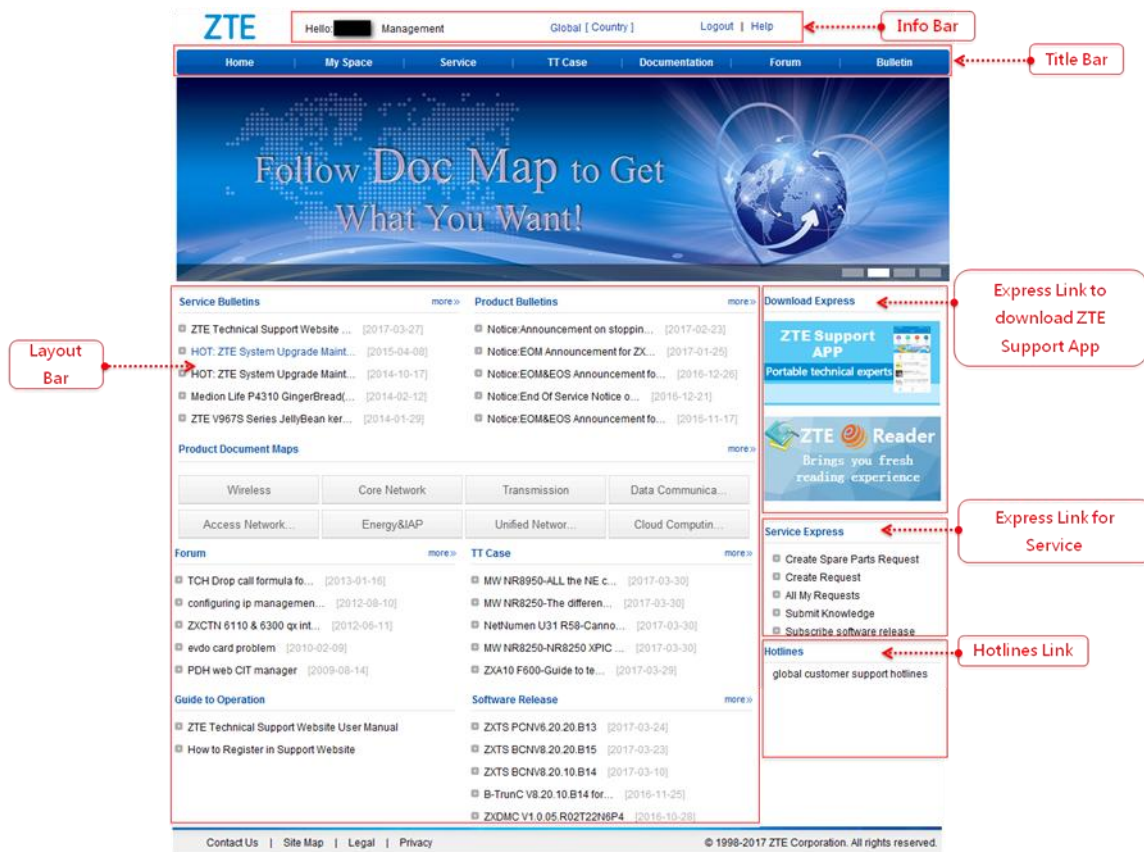 ZTE
Hello: Management Global [ Country ] Logout | Help
Info Bar
Home | My Space | Service | TT Case | Documentation | Forum | Bulletin
Title Bar
Follow Doc Map to Get
What You Want!
Layout
Bar
Service Bulletins more»
ZTE Technical Support Website ... [2017-03-27]
HOT: ZTE System Upgrade Maint... [2015-04-08]
HOT: ZTE System Upgrade Maint... [2014-10-17]
Medion Life P4310 GingerBread(... [2014-02-12]
ZTE V967S Series JellyBean ker... [2014-01-29]
Product Bulletins more»
Notice:Announcement on stoppin... [2017-02-23]
Notice:EOM Announcement for ZX... [2017-01-25]
Notice:EOM&EOS Announcement fo... [2016-12-26]
Notice:End Of Service Notice o... [2016-12-21]
Notice:EOM&EOS Announcement fo... [2016-11-17]
Product Document Maps more»
Wireless Core Network Transmission Data Communica...
Access Network... Energy&IAP Unified Networ... Cloud Computin...
Forum more»
TCH Drop call formula fo... [2013-01-16]
configuring ip managemen... [2012-08-10]
ZXCTN 6110 & 6300 qx int... [2012-06-11]
evdo card problem [2010-02-09]
PDH web CIT manager [2009-08-14]
TT Case more»
MW NR8950-ALL the NE c... [2017-03-30]
MW NR8250-The differen... [2017-03-30]
NetNumen U31 R58-Canno... [2017-03-30]
MW NR8250-NR8250 XPIC ... [2017-03-30]
ZXA10 F600-Guide to te... [2017-03-29]
Guide to Operation
ZTE Technical Support Website User Manual
How to Register in Support Website
Software Release more»
ZXTS PCNV6.20.20.B13 [2017-03-24]
ZXTS BCNV8.20.20.B15 [2017-03-23]
ZXTS BCNV8.20.10.B14 [2017-03-10]
B-TrunC V8.20.10.B14 for... [2016-11-25]
ZXDMC V1.0.05.R02T22N6P4 [2016-10-28]
Download Express
ZTE Support
APP
Portable technical experts
ZTE Reader
Brings you fresh
reading experience
Express Link to
download ZTE
Support App
Service Express
Create Spare Parts Request
Create Request
All My Requests
Submit Knowledge
Subscribe software release
Express Link for
Service
Hotlines
global customer support hotlines
Hotlines Link
Contact Us | Site Map | Legal | Privacy
© 1998-2017 ZTE Corporation. All rights reserved.